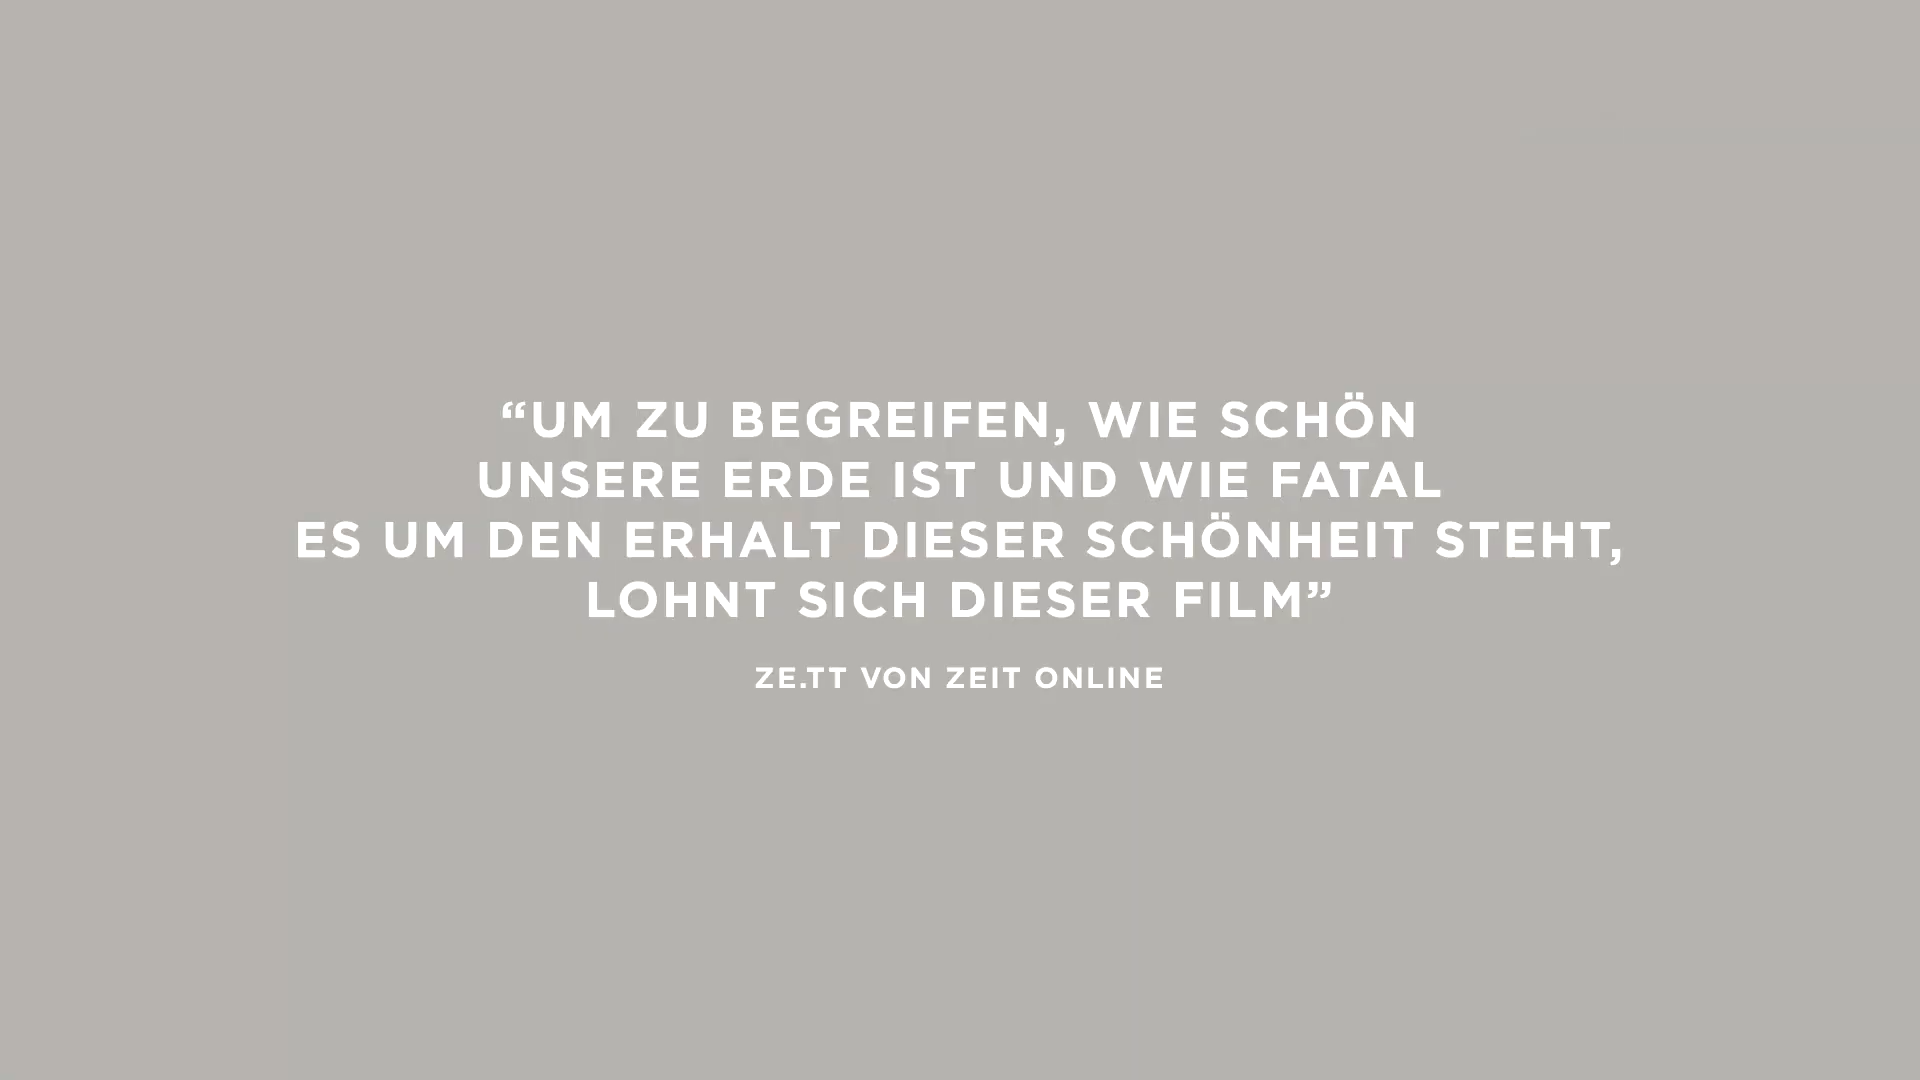 “UM ZU BEGREIFEN, WIE SCHÖN
UNSERE ERDE IST UND WIE FATAL
ES UM DEN ERHALT DIESER SCHÖNHEIT STEHT,
LOHNT SICH DIESER FILM”
ZE.TT VON ZEIT ONLINE